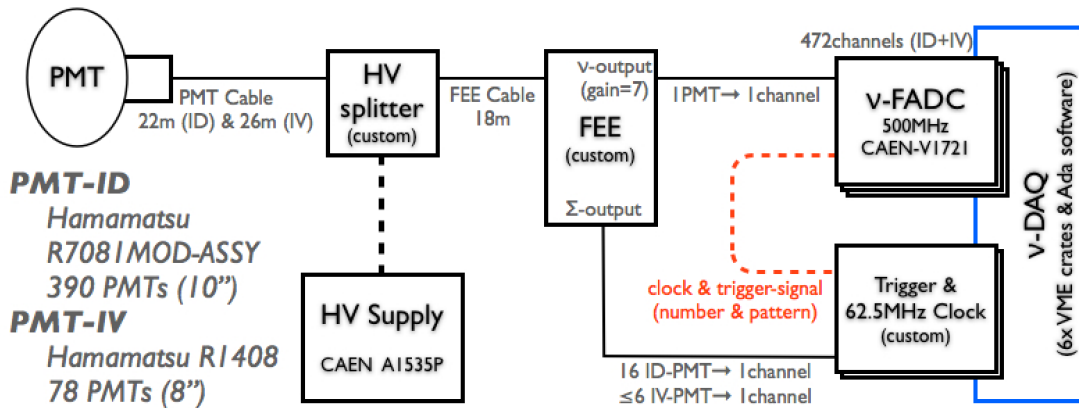 PMT
PMT Cable
22m (ID) & 26m (IV)
HV
splitter
(custom)
FEE Cable
18m
ν-output
(gain=7)
FEE
(custom)
Σ-output
472channels (ID+IV)
1PMT→ 1channel
ν-FADC
500MHz
CAEN-V1721
ν-DAQ
(6x VME crates & Ada software)
PMT-ID
Hamamatsu
R7081MOD-ASSY
390 PMTs (10”)
PMT-IV
Hamamatsu R1408
78 PMTs (8”)
HV Supply
CAEN A1535P
clock & trigger-signal
(number & pattern)
Trigger &
62.5MHz Clock
(custom)
16 ID-PMT→ 1channel
≤6 IV-PMT→ 1channel